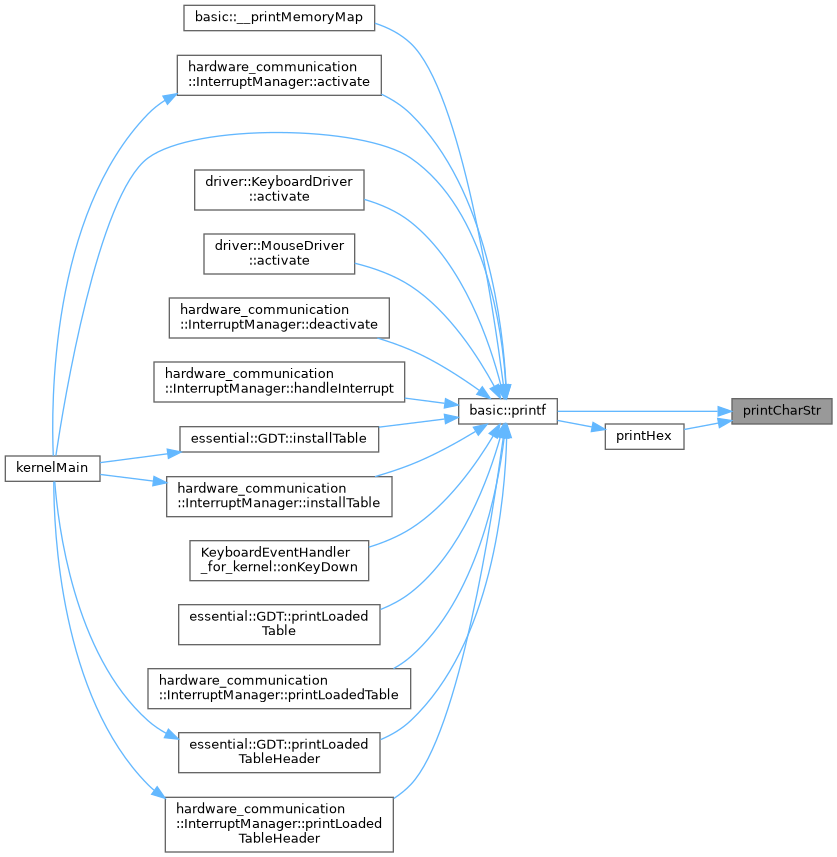 basic::__printMemoryMap
hardware_communication
::InterruptManager::activate
driver::KeyboardDriver
::activate
driver::MouseDriver
::activate
hardware_communication
::InterruptManager::deactivate
hardware_communication
::InterruptManager::handleInterrupt
basic::printf
printCharStr
printHex
essential::GDT::installTable
kernelMain
hardware_communication
::InterruptManager::installTable
KeyboardEventHandler
_for_kernel::onKeyDown
essential::GDT::printLoaded
Table
hardware_communication
::InterruptManager::printLoadedTable
essential::GDT::printLoaded
TableHeader
hardware_communication
::InterruptManager::printLoaded
TableHeader